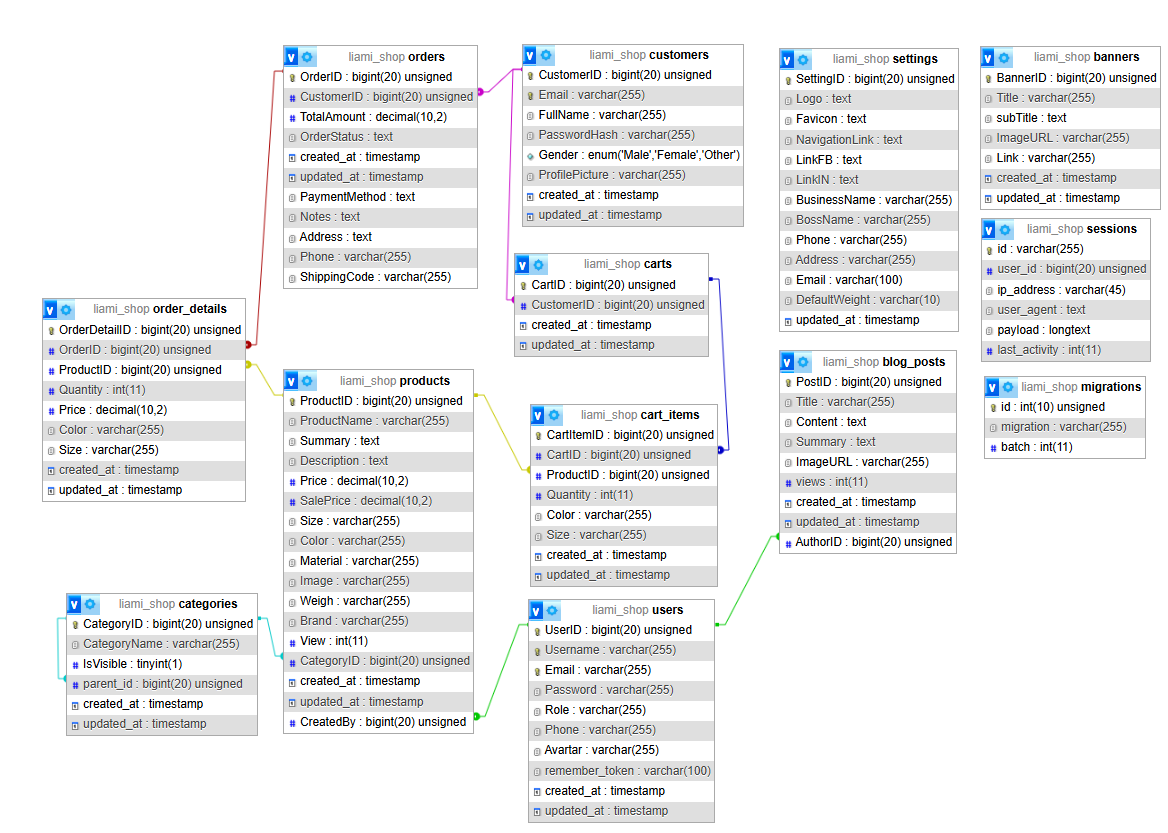 liami_shop orders
OrderID : bigint(20) unsigned
CustomerID : bigint(20) unsigned
TotalAmount : decimal(10,2)
OrderStatus : text
created_at : timestamp
updated_at : timestamp
PaymentMethod : text
Notes : text
Address : text
Phone : varchar(255)
ShippingCode : varchar(255)
liami_shop customers
CustomerID : bigint(20) unsigned
Email : varchar(255)
FullName : varchar(255)
PasswordHash : varchar(255)
Gender : enum('Male','Female','Other')
ProfilePicture : varchar(255)
created_at : timestamp
updated_at : timestamp
liami_shop settings
SettingID : bigint(20) unsigned
Logo : text
Favicon : text
NavigationLink : text
LinkFB : text
LinkIN : text
BusinessName : varchar(255)
BossName : varchar(255)
Phone : varchar(255)
Address : varchar(255)
Email : varchar(100)
DefaultWeight : varchar(10)
updated_at : timestamp
liami_shop banners
BannerID : bigint(20) unsigned
Title : varchar(255)
subTitle : text
ImageURL : varchar(255)
Link : varchar(255)
created_at : timestamp
updated_at : timestamp
liami_shop sessions
id : varchar(255)
user_id : bigint(20) unsigned
ip_address : varchar(45)
user_agent : text
payload : longtext
last_activity : int(11)
liami_shop carts
CartID : bigint(20) unsigned
CustomerID : bigint(20) unsigned
created_at : timestamp
updated_at : timestamp
liami_shop order_details
OrderDetailID : bigint(20) unsigned
OrderID : bigint(20) unsigned
ProductID : bigint(20) unsigned
Quantity : int(11)
Price : decimal(10,2)
Color : varchar(255)
Size : varchar(255)
created_at : timestamp
updated_at : timestamp
liami_shop products
ProductID : bigint(20) unsigned
ProductName : varchar(255)
Summary : text
Description : text
Price : decimal(10,2)
SalePrice : decimal(10,2)
Size : varchar(255)
Color : varchar(255)
Material : varchar(255)
Image : varchar(255)
Weigh : varchar(255)
Brand : varchar(255)
View : int(11)
CategoryID : bigint(20) unsigned
created_at : timestamp
updated_at : timestamp
CreatedBy : bigint(20) unsigned
liami_shop cart_items
CartItemID : bigint(20) unsigned
CartID : bigint(20) unsigned
ProductID : bigint(20) unsigned
Quantity : int(11)
Color : varchar(255)
Size : varchar(255)
created_at : timestamp
updated_at : timestamp
liami_shop blog_posts
PostID : bigint(20) unsigned
Title : varchar(255)
Content : text
Summary : text
ImageURL : varchar(255)
views : int(11)
created_at : timestamp
updated_at : timestamp
AuthorID : bigint(20) unsigned
liami_shop migrations
id : int(10) unsigned
migration : varchar(255)
batch : int(11)
liami_shop categories
CategoryID : bigint(20) unsigned
CategoryName : varchar(255)
IsVisible : tinyint(1)
parent_id : bigint(20) unsigned
created_at : timestamp
updated_at : timestamp
liami_shop users
UserID : bigint(20) unsigned
Username : varchar(255)
Email : varchar(255)
Password : varchar(255)
Role : varchar(255)
Phone : varchar(255)
Avartar : varchar(255)
remember_token : varchar(100)
created_at : timestamp
updated_at : timestamp